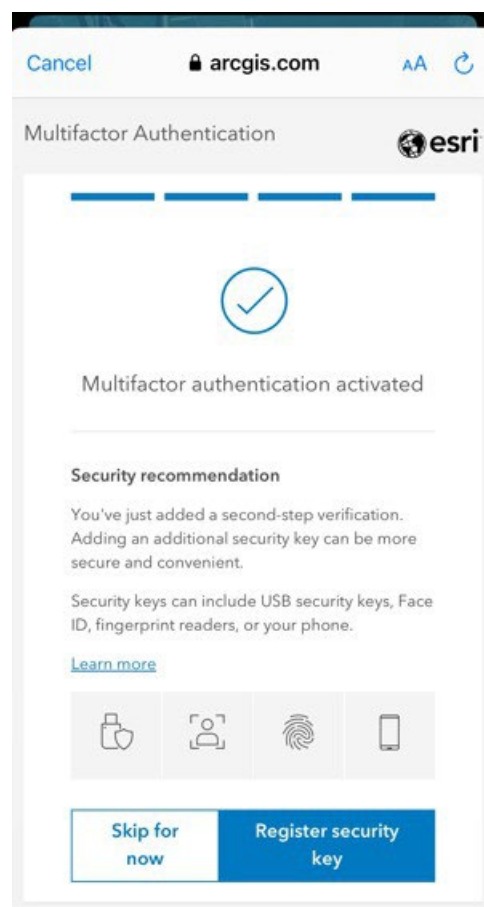 Cancel arcgis.com AA
Multifactor Authentication esri
Multifactor authentication activated
Security recommendation
You've just added a second-step verification.
Adding an additional security key can be more
secure and convenient.
Security keys can include USB security keys, Face
ID, fingerprint readers, or your phone.
Learn more
Skip for Register security
now key